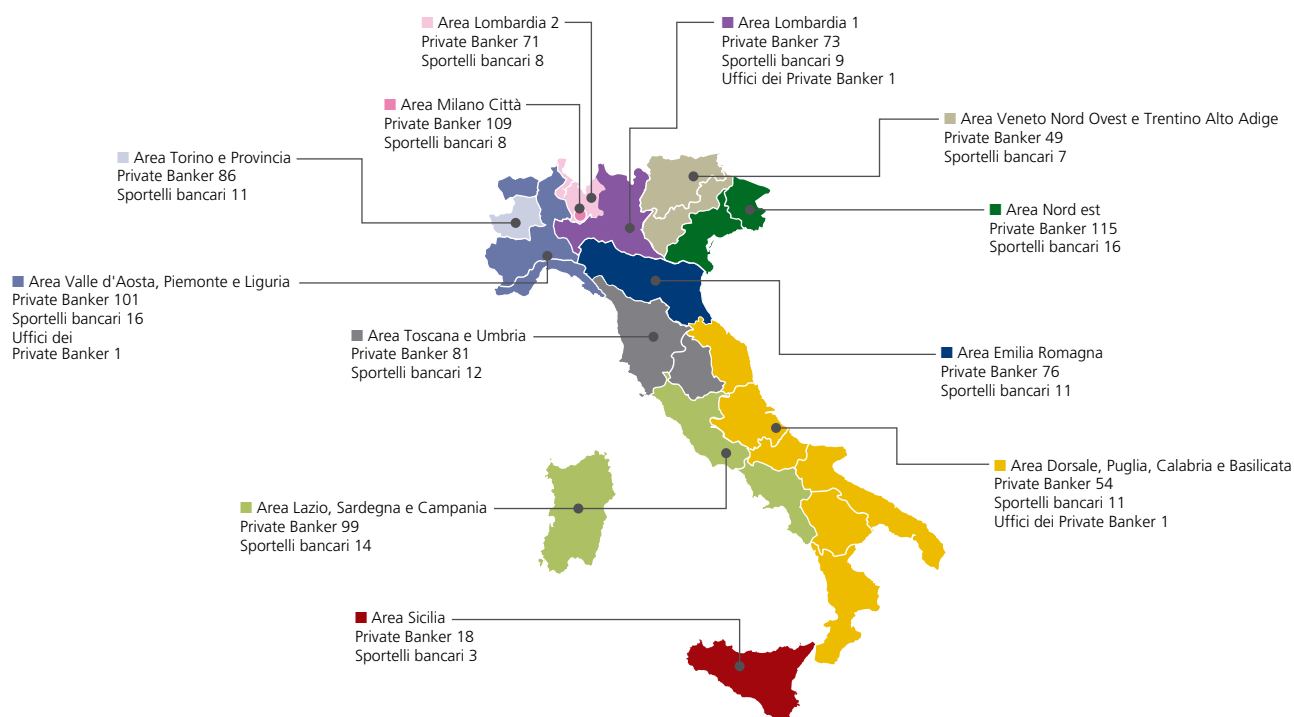 Area Lombardia 2
Private Banker 71
Sportelli bancari 8
Area Lombardia 1
Private Banker 73
Sportelli bancari 9
Uffici dei Private Banker 1
Area Milano Città
Private Banker 109
Sportelli bancari 8
Area Veneto Nord Ovest e Trentino Alto Adige
Private Banker 49
Sportelli bancari 7
Area Torino e Provincia
Private Banker 86
Sportelli bancari 11
Area Nord est
Private Banker 115
Sportelli bancari 16
Area Valle d'Aosta, Piemonte e Liguria
Private Banker 101
Sportelli bancari 16
Uffici dei
Private Banker 1
Area Toscana e Umbria
Private Banker 81
Sportelli bancari 12
Area Emilia Romagna
Private Banker 76
Sportelli bancari 11
Area Dorsale, Puglia, Calabria e Basilicata
Private Banker 54
Sportelli bancari 11
Uffici dei Private Banker 1
Area Lazio, Sardegna e Campania
Private Banker 99
Sportelli bancari 14
Area Sicilia
Private Banker 18
Sportelli bancari 3